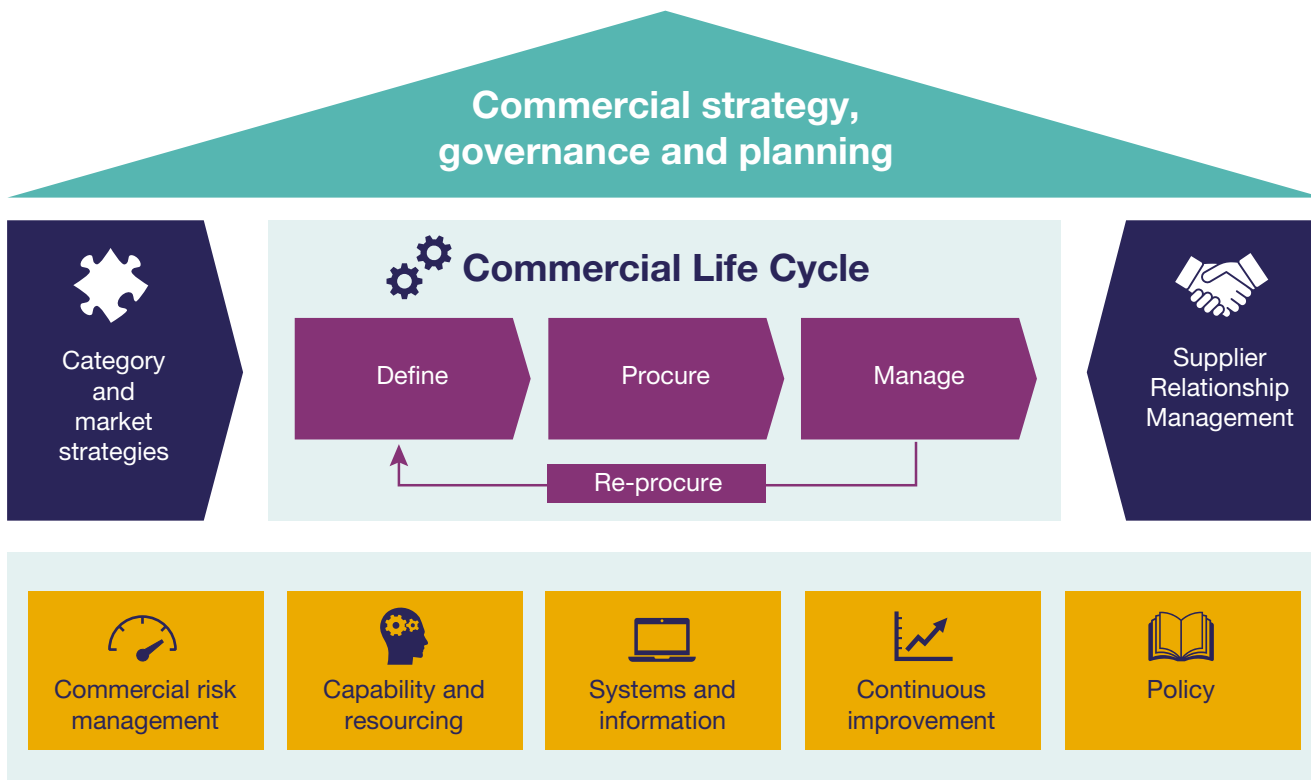 Commercial strategy,
governance and planning
Category
and
market
strategies
Commercial Life Cycle
Define
Procure
Manage
Re-procure
Supplier
Relationship
Management
Commercial risk
management
Capability and
resourcing
Systems and
information
Continuous
improvement
Policy